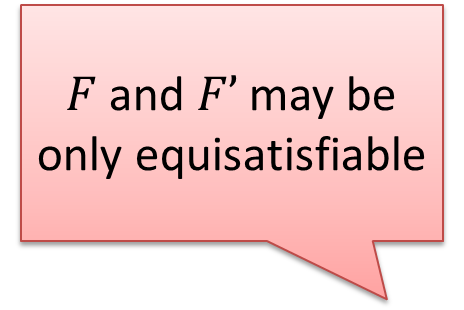 F and F’ may be
only equisatisfiable